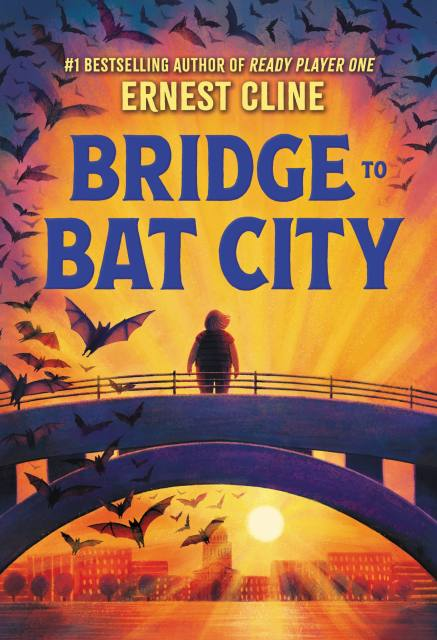 #1 BESTSELLING AUTHOR OF READY PLAYER ONE
ERNEST CLINE
BRIDGE TO
BAT CITY